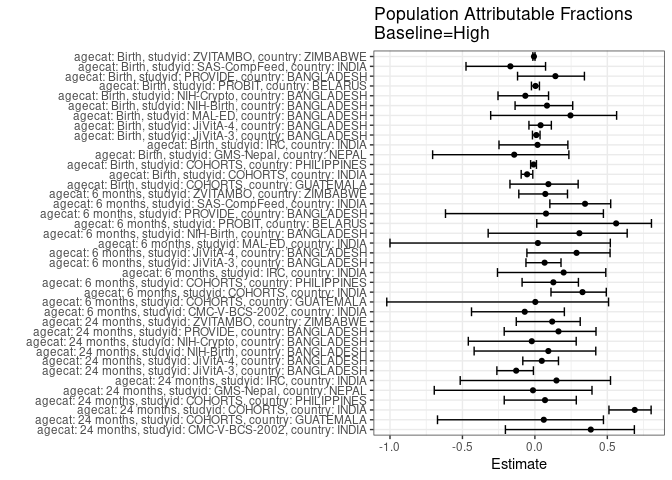 Population Attributable Fractions
Baseline=High
agecat: Birth, studyid: ZVITAMBO, country: ZIMBABWE
agecat: Birth, studyid: SAS-CompFeed, country: INDIA
agecat: Birth, studyid: PROVIDE, country: BANGLADESH
agecat: Birth, studyid: PROBIT, country: BELARUS
agecat: Birth, studyid: NIH-Crypto, country: BANGLADESH
agecat: Birth, studyid: NIH-Birth, country: BANGLADESH
agecat: Birth, studyid: MAL-ED, country: BANGLADESH
agecat: Birth, studyid: JiVitA-4, country: BANGLADESH
agecat: Birth, studyid: JiVitA-3, country: BANGLADESH
agecat: Birth, studyid: IRC, country: INDIA
agecat: Birth, studyid: GMS-Nepal, country: NEPAL
agecat: Birth, studyid: COHORTS, country: PHILIPPINES
agecat: Birth, studyid: COHORTS, country: INDIA
agecat: Birth, studyid: COHORTS, country: GUATEMALA
agecat: 6 months, studyid: ZVITAMBO, country: ZIMBABWE
agecat: 6 months, studyid: SAS-CompFeed, country: INDIA
agecat: 6 months, studyid: PROVIDE, country: BANGLADESH
agecat: 6 months, studyid: PROBIT, country: BELARUS
agecat: 6 months, studyid: NIH-Birth, country: BANGLADESH
agecat: 6 months, studyid: MAL-ED, country: INDIA
agecat: 6 months, studyid: JiVitA-4, country: BANGLADESH
agecat: 6 months, studyid: JiVitA-3, country: BANGLADESH
agecat: 6 months, studyid: IRC, country: INDIA
agecat: 6 months, studyid: COHORTS, country: PHILIPPINES
agecat: 6 months, studyid: COHORTS, country: INDIA
agecat: 6 months, studyid: COHORTS, country: GUATEMALA
agecat: 6 months, studyid: CMC-V-BCS-2002, country: INDIA
agecat: 24 months, studyid: ZVITAMBO, country: ZIMBABWE
agecat: 24 months, studyid: PROVIDE, country: BANGLADESH
agecat: 24 months, studyid: NIH-Crypto, country: BANGLADESH
agecat: 24 months, studyid: NIH-Birth, country: BANGLADESH
agecat: 24 months, studyid: JiVitA-4, country: BANGLADESH
agecat: 24 months, studyid: JiVitA-3, country: BANGLADESH
agecat: 24 months, studyid: IRC, country: INDIA
agecat: 24 months, studyid: GMS-Nepal, country: NEPAL
agecat: 24 months, studyid: COHORTS, country: PHILIPPINES
agecat: 24 months, studyid: COHORTS, country: INDIA
agecat: 24 months, studyid: COHORTS, country: GUATEMALA
agecat: 24 months, studyid: CMC-V-BCS-2002, country: INDIA
-1.0 -0.5 0.0 0.5
Estimate